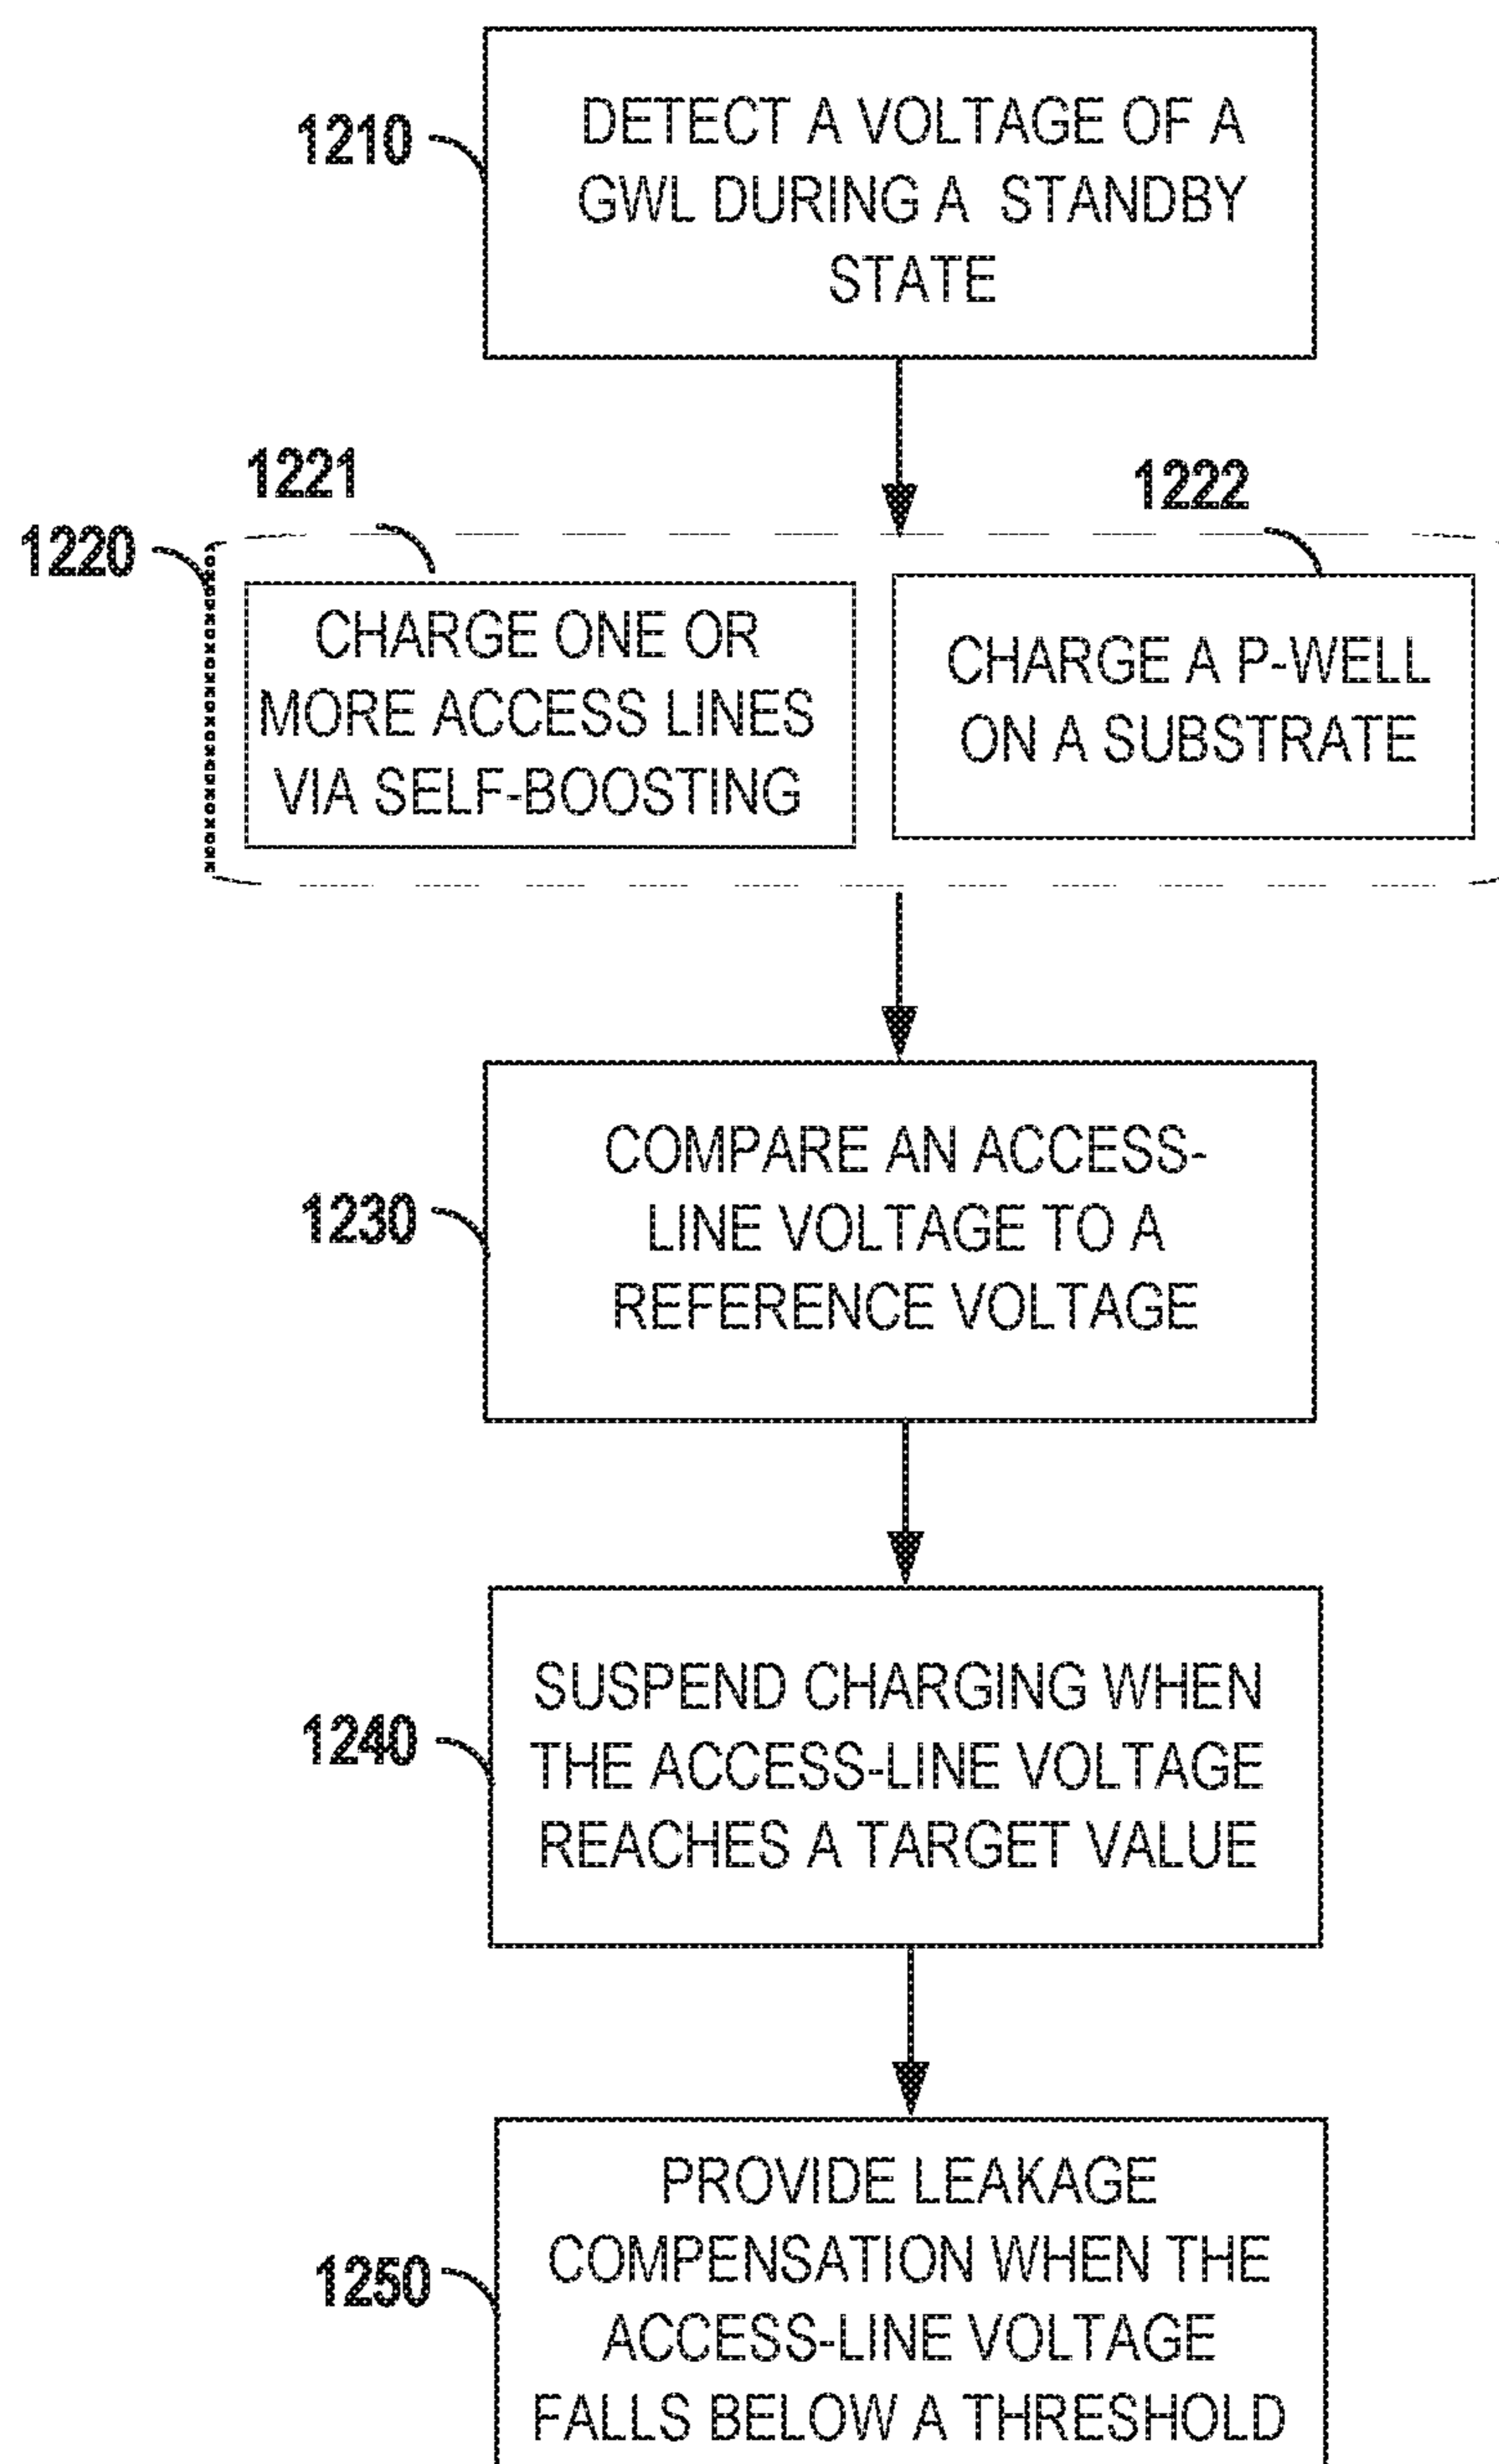 1210
DETECT A VOLTAGE OF A
GWL DURING A STANDBY
STATE
1220
1221
CHARGE ONE OR
MORE ACCESS LINES
VIA SELF-BOOSTING
1222
CHARGE A P-WELL
ON A SUBSTRATE
1230
COMPARE AN ACCESS-
LINE VOLTAGE TO A
REFERENCE VOLTAGE
1240
SUSPEND CHARGING WHEN
THE ACCESS-LINE VOLTAGE
REACHES A TARGET VALUE
1250
PROVIDE LEAKAGE
COMPENSATION WHEN THE
ACCESS-LINE VOLTAGE
FALLS BELOW A THRESHOLD